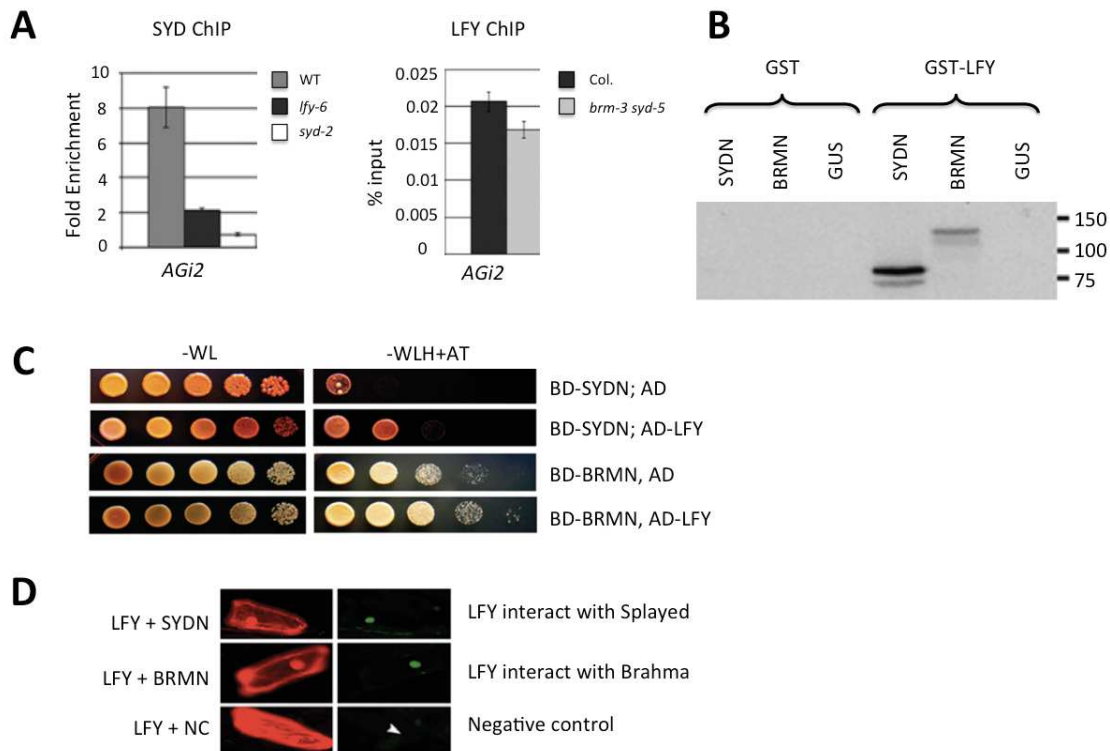 A
SYD ChIP
LFY ChIP
10
8
6
4
2
0
Fold Enrichment
WT
lfy-6
syd-2
AGi2
0.025
0.02
0.015
0.01
0.005
0
% input
Col.
brm-3 syd-5
AGi2
B
GST
GST-LFY
SYDN
BRMN
GUS
SYDN
BRMN
GUS
150
100
75
C
-WL
-WLH+AT
BD-SYDN; AD
BD-SYDN; AD-LFY
BD-BRMN, AD
BD-BRMN, AD-LFY
D
LFY + SYDN
LFY interact with Splayed
LFY + BRMN
LFY interact with Brahma
LFY + NC
Negative control